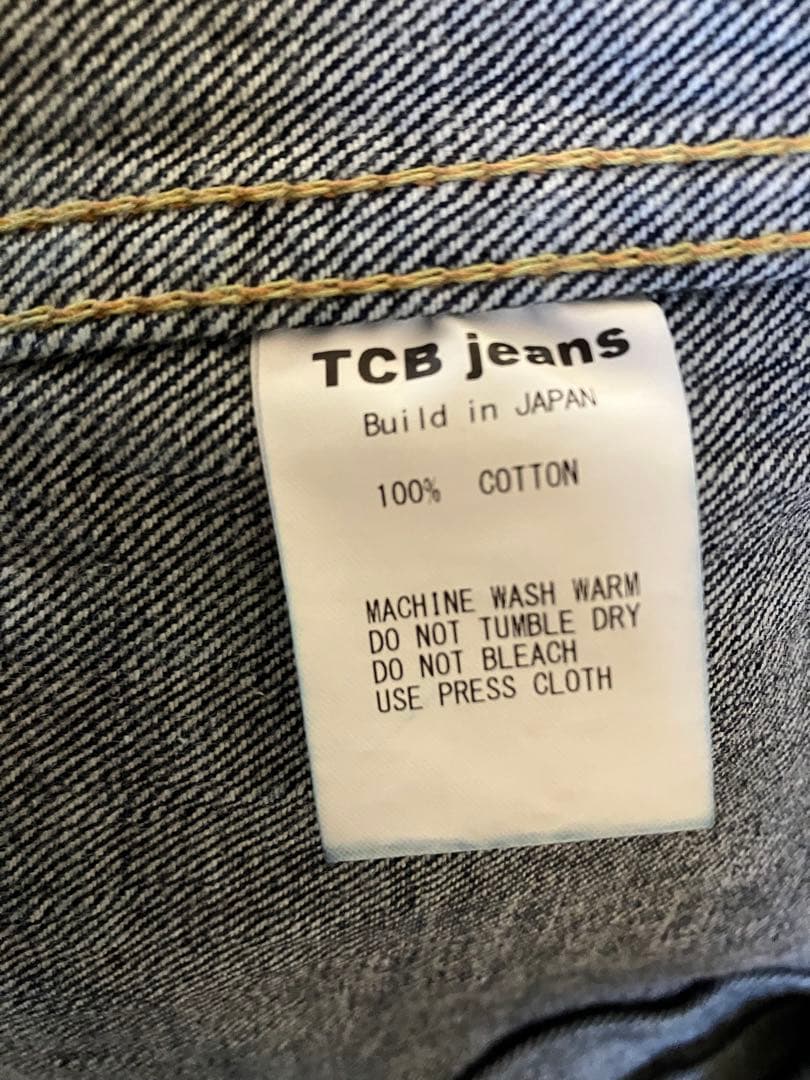 TCB jeans
Build in JAPAN
100% COTTON
MACHINE WASH WARM
DO NOT TUMBLE DRY
DO NOT BLEACH
USE PRESS CLOTH